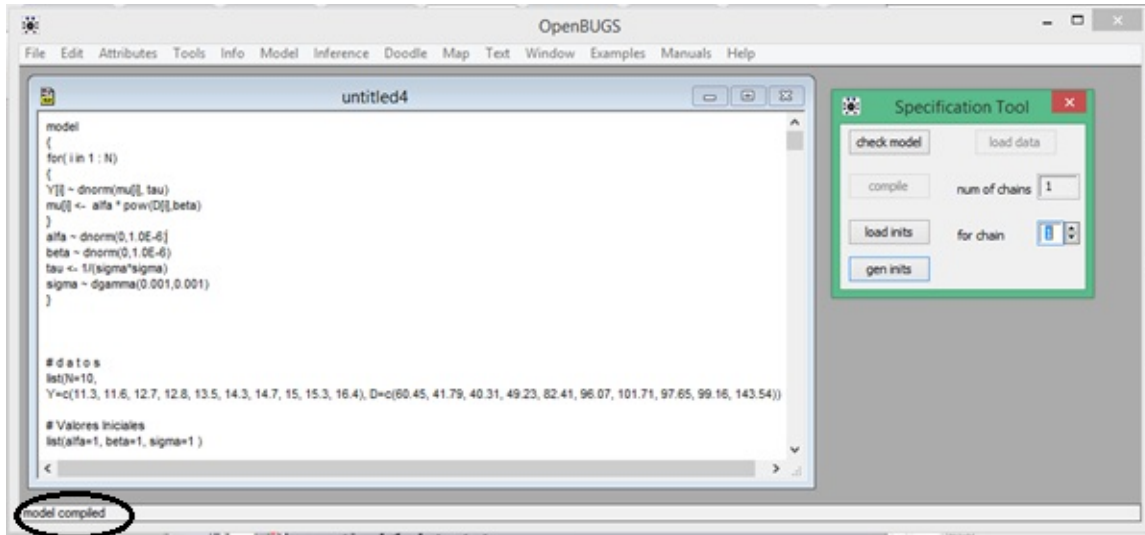 OpenBUGS
File Edit Attributes Tools Info Model Inference Doodle Map Text Window Examples Manuals Help
untitled4
model
{
for( i in 1 : N)
{
Y[i] ~ dnorm(mu[i], tau)
mu[i] <- alfa * pow(D[i],beta)
}
alfa ~ dnorm(0,1.0E-6)
beta ~ dnorm(0,1.0E-6)
tau <- 1/(sigma*sigma)
sigma ~ dgamma(0.001,0.001)
}
# d a t o s
list(N=10,
Y=c(11.3, 11.6, 12.7, 12.8, 13.5, 14.3, 14.7, 15, 15.3, 16.4), D=c(60.45, 41.79, 40.31, 49.23, 82.41, 96.07, 101.71, 97.65, 99.16, 143.54))
# Valores Iniciales
list(alfa=1, beta=1, sigma=1 )
Specification Tool
check model load data
compile num of chains 1
load inits for chain 1
gen inits
model compiled